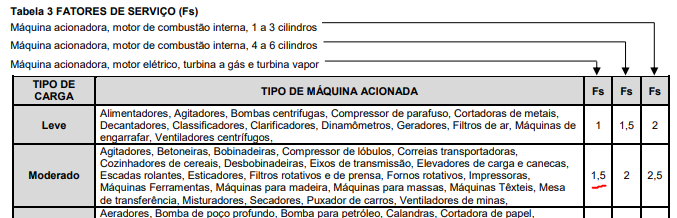 Tabela 3 FATORES DE SERVIÇO (Fs)
Máquina acionadora, motor de combustão interna, 1 a 3 cilindros
Máquina acionadora, motor de combustão interna, 4 a 6 cilindros
Máquina acionadora, motor elétrico, turbina a gás e turbina vapor
TIPO DE CARGA
TIPO DE MÁQUINA ACIONADA
Fs
Fs
Fs
Leve
Alimentadores, Agitadores, Bombas centrifugas, Compressor de parafuso, Cortadoras de metais,
Decantadores, Classificadores, Clarificadores, Dinamômetros, Geradores, Filtros de ar, Máquinas de
engarrafar, Ventiladores centrífugos,
1
1,5
2
Moderado
Agitadores, Betoneiras, Bobinadeiras, Compressor de lóbulos, Correias transportadoras,
Cozinhadores de cereais, Desbobinadeiras, Eixos de transmissão, Elevadores de carga e canecas,
Escadas rolantes, Esticadores, Filtros rotativos e de prensa, Fornos rotativos, Impressoras,
Máquinas Ferramentas, Máquinas para madeira, Máquinas para massas, Máquinas Têxteis, Mesa
de transferência, Misturadores, Secadores, Puxador de carros, Ventiladores de minas,
1,5
2
2,5
Aeradores, Bomba de poço profundo, Bomba para petróleo, Calandras, Cortadora de papel,